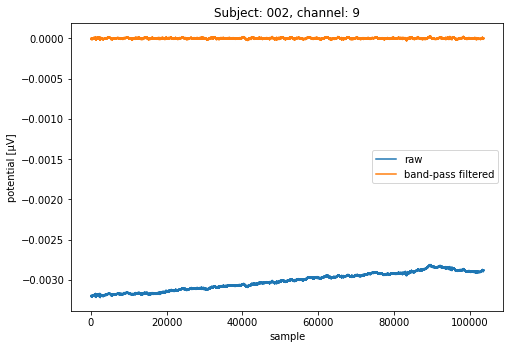 Subject: 002, channel: 9
potential [µV]
0.0000
−0.0005
−0.0010
−0.0015
−0.0020
−0.0025
−0.0030
raw
band-pass filtered
0 20000 40000 60000 80000 100000
sample